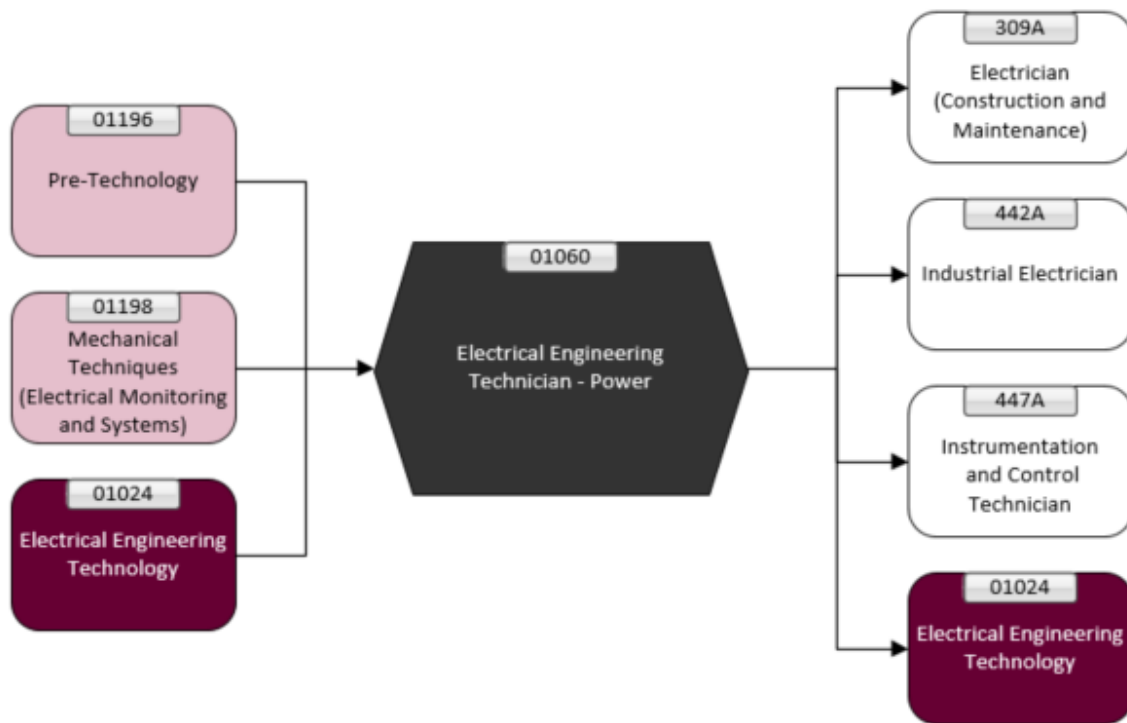 01196
Pre-Technology
01198
Mechanical
Techniques
(Electrical Monitoring
and Systems)
01024
Electrical Engineering
Technology
01060
Electrical Engineering
Technician - Power
309A
Electrician
(Construction and
Maintenance)
442A
Industrial Electrician
447A
Instrumentation
and Control
Technician
01024
Electrical Engineering
Technology